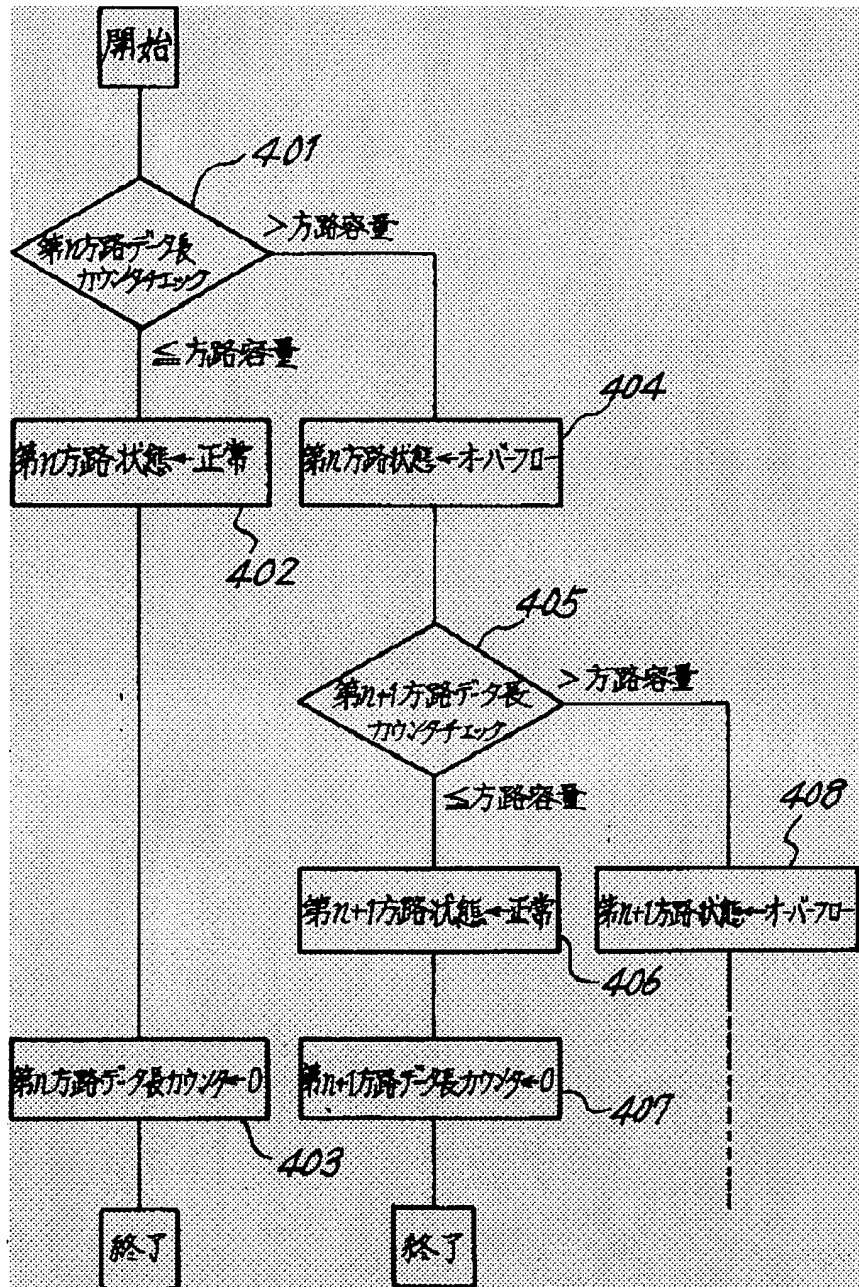 開始
401
第n方路データ長
カウンタチェック
>方路容量
≦方路容量
404
第n方路状態←正常
第n方路状態←オーバーフロー
402
405
第n+1方路データ長
カウンタチェック
>方路容量
≦方路容量
408
第n+1方路状態←正常
第n+1方路状態←オーバーフロー
406
第n方路データ長カウンタ←0
第n+1方路データ長カウンタ←0
407
403
終了
終了